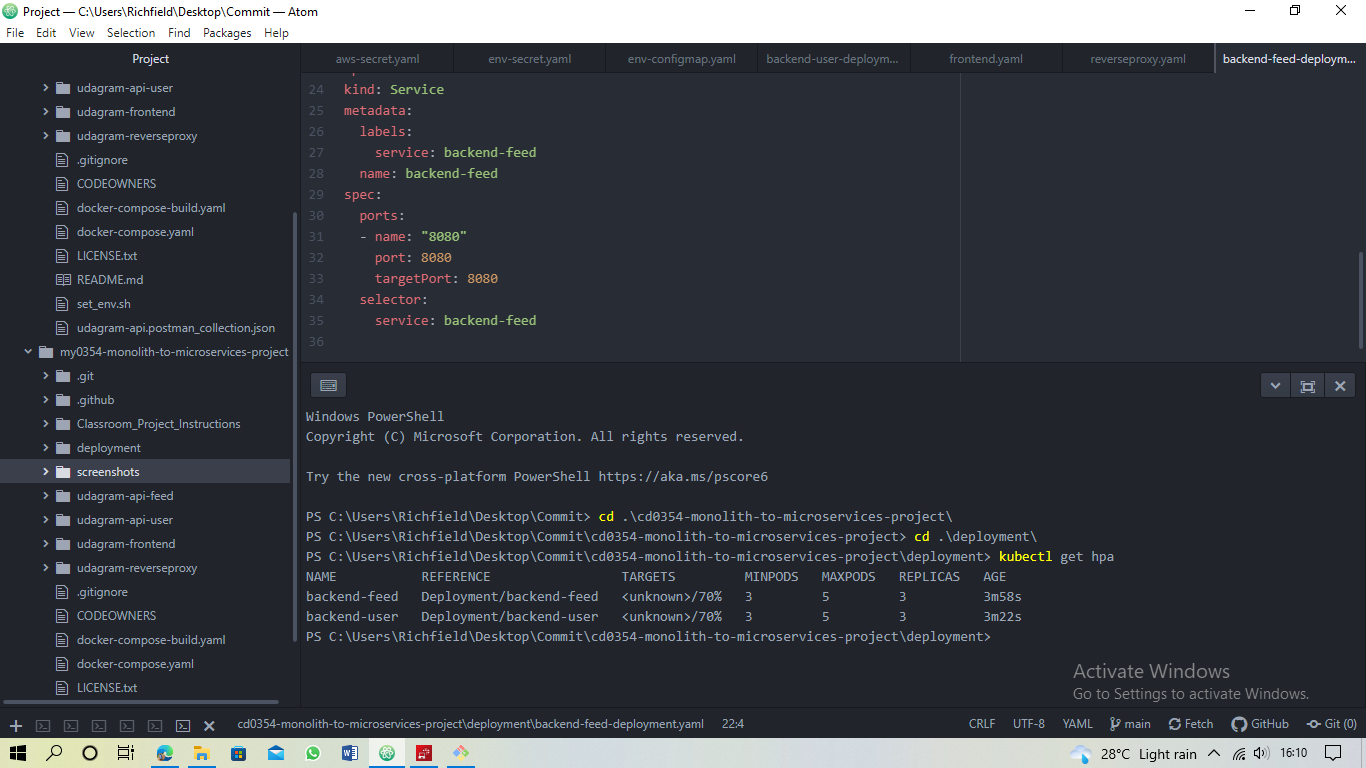 Project — C:\Users\Richfield\Desktop\Commit — Atom
File Edit View Selection Find Packages Help
Project
udagram-api-user
udagram-frontend
udagram-reverseproxy
.gitignore
CODEOWNERS
docker-compose-build.yaml
docker-compose.yaml
LICENSE.txt
README.md
set_env.sh
udagram-api.postman_collection.json
my0354-monolith-to-microservices-project
.git
.github
Classroom_Project_Instructions
deployment
screenshots
udagram-api-feed
udagram-api-user
udagram-frontend
udagram-reverseproxy
.gitignore
CODEOWNERS
docker-compose-build.yaml
docker-compose.yaml
LICENSE.txt
aws-secret.yaml env-secret.yaml env-configmap.yaml backend-user-deploym... frontend.yaml reverseproxy.yaml backend-feed-deploym...
24 kind: Service
25 metadata:
26 labels:
27 service: backend-feed
28 name: backend-feed
29 spec:
30 ports:
31 - name: "8080"
32 port: 8080
33 targetPort: 8080
34 selector:
35 service: backend-feed
36
Windows PowerShell
Copyright (C) Microsoft Corporation. All rights reserved.
Try the new cross-platform PowerShell https://aka.ms/pscore6
PS C:\Users\Richfield\Desktop\Commit> cd .\cd0354-monolith-to-microservices-project\
PS C:\Users\Richfield\Desktop\Commit\cd0354-monolith-to-microservices-project> cd .\deployment\
PS C:\Users\Richfield\Desktop\Commit\cd0354-monolith-to-microservices-project\deployment> kubectl get hpa
NAME REFERENCE TARGETS MINPODS MAXPODS REPLICAS AGE
backend-feed Deployment/backend-feed <unknown>/70% 3 5 3 3m58s
backend-user Deployment/backend-user <unknown>/70% 3 5 3 3m22s
PS C:\Users\Richfield\Desktop\Commit\cd0354-monolith-to-microservices-project\deployment>
Activate Windows
Go to Settings to activate Windows.
cd0354-monolith-to-microservices-project\deployment\backend-feed-deployment.yaml 22:4 CRLF UTF-8 YAML main Fetch GitHub Git (0)
28°C Light rain 16:10